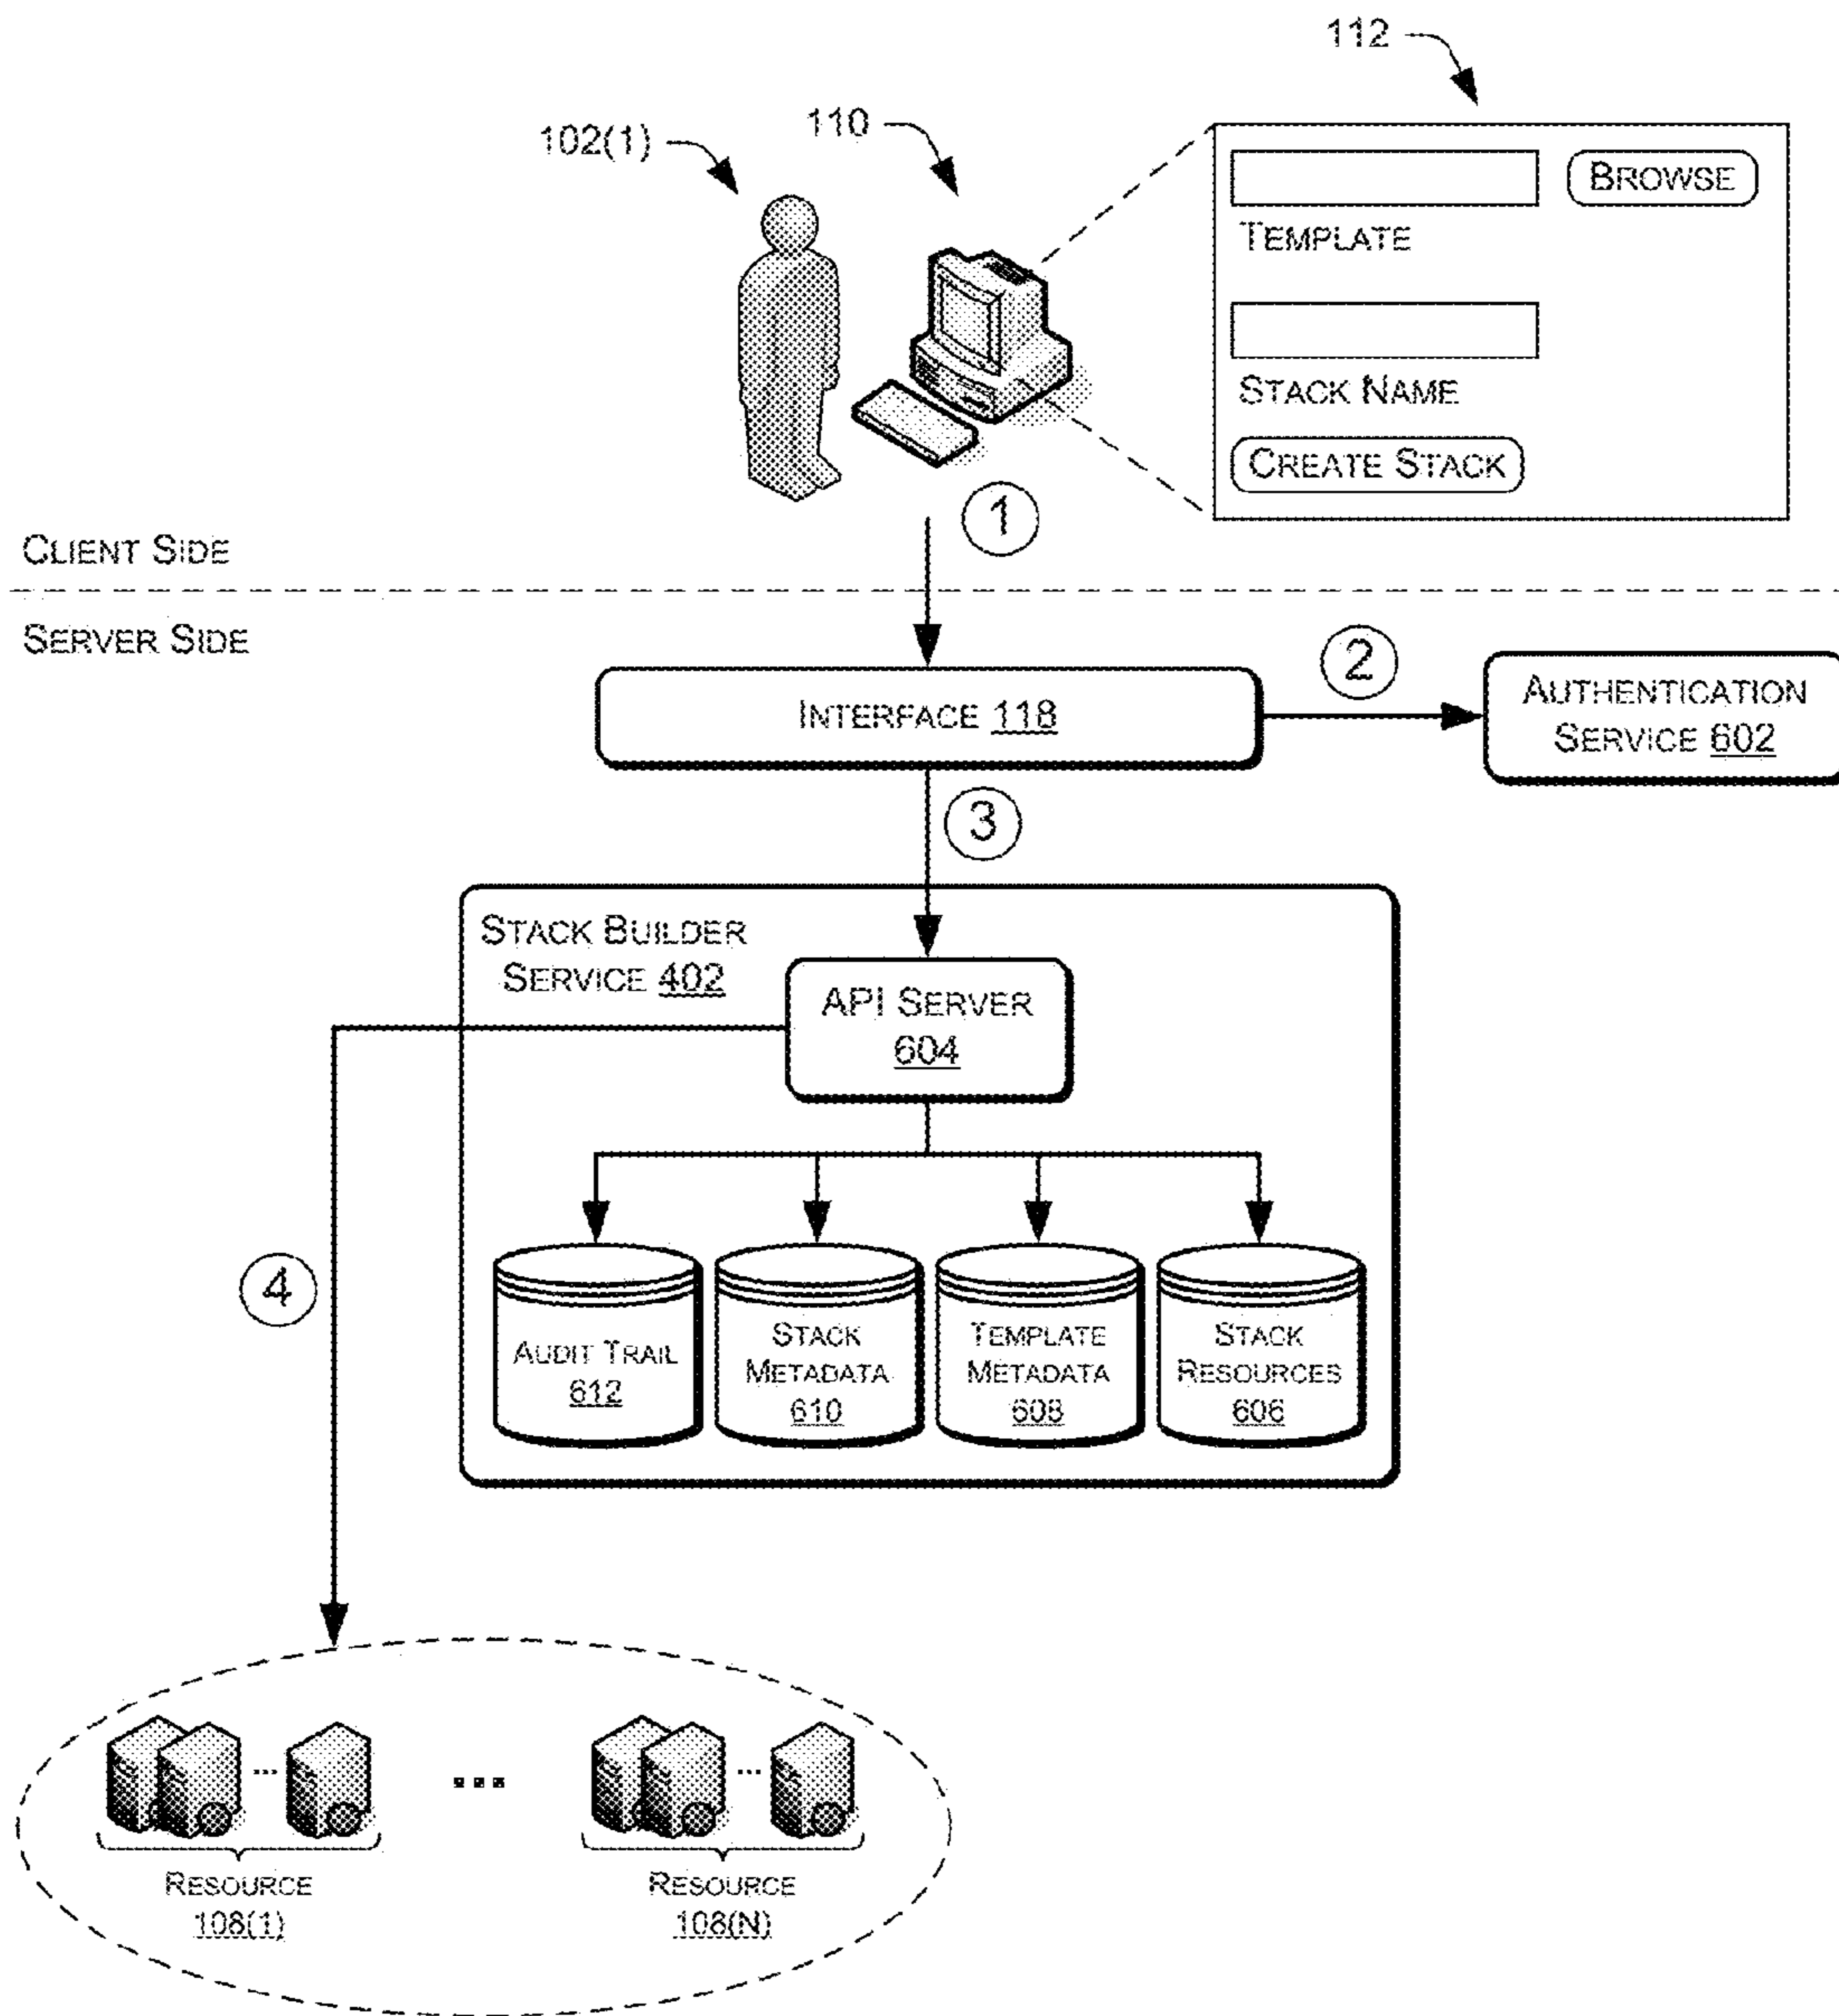 112
110
102(1)
BROWSE
TEMPLATE
STACK NAME
CREATE STACK
1
CLIENT SIDE
SERVER SIDE
2
INTERFACE 118
AUTHENTICATION
SERVICE 602
3
STACK BUILDER
SERVICE 402
API SERVER
604
4
AUDIT TRAIL
612
STACK
METADATA
610
TEMPLATE
METADATA
608
STACK
RESOURCES
606
...
...
...
RESOURCE
108(1)
RESOURCE
108(N)